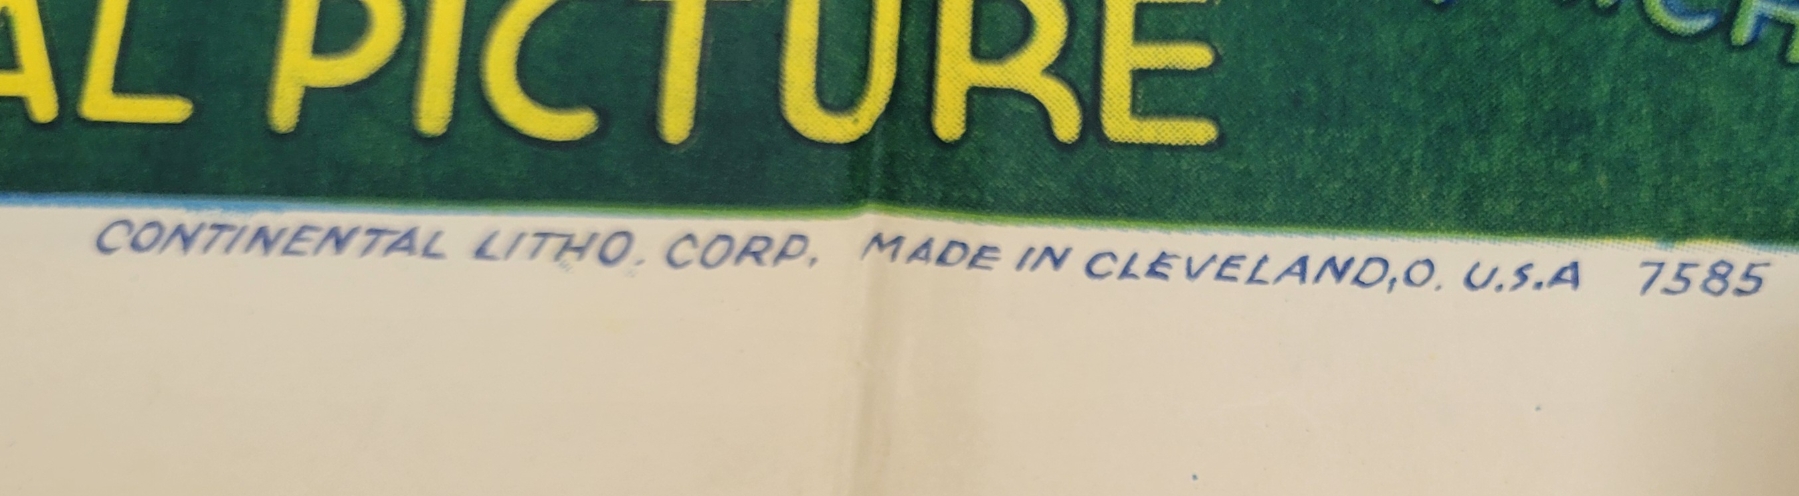 AL PICTURE
CONTINENTAL LITHO. CORP. MADE IN CLEVELAND,O. U.S.A 7585